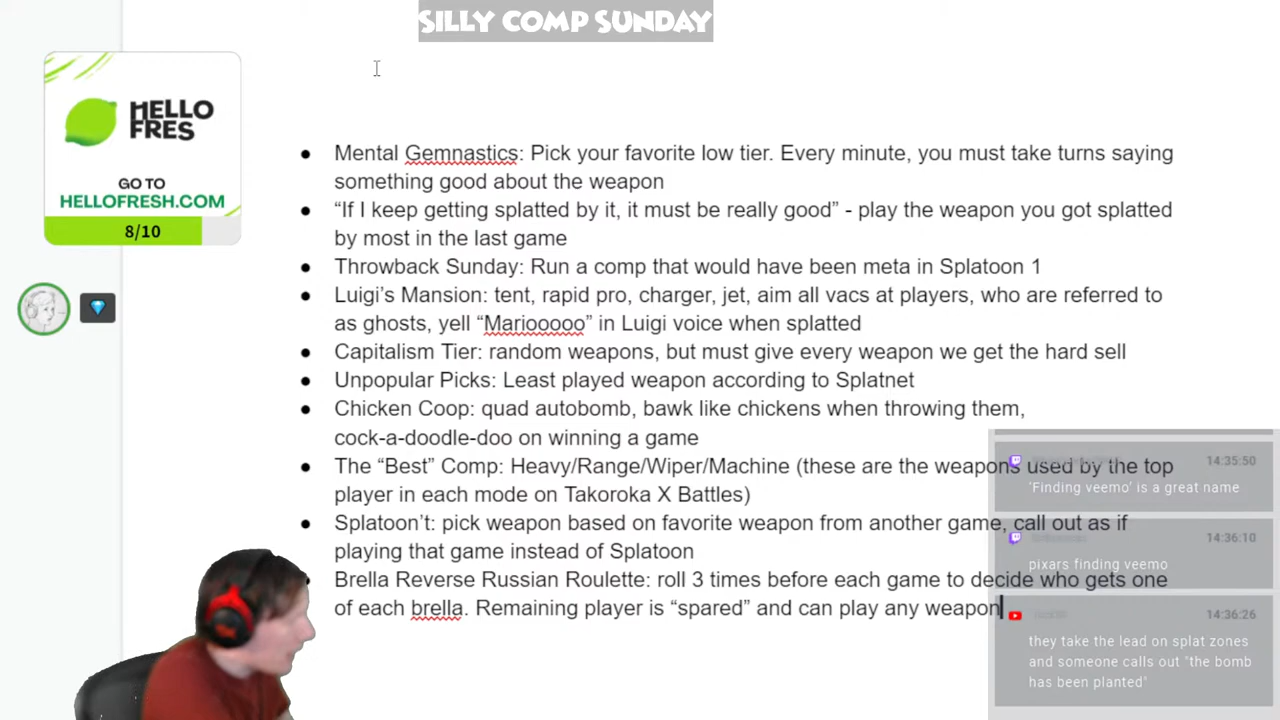 SILLY COMP SUNDAY
HELLO
FRES
GO TO
HELLOFRESH.COM
8/10
● Mental Gemnastics: Pick your favorite low tier. Every minute, you must take turns saying
something good about the weapon
● “If I keep getting splatted by it, it must be really good” - play the weapon you got splatted
by most in the last game
● Throwback Sunday: Run a comp that would have been meta in Splatoon 1
● Luigi’s Mansion: tent, rapid pro, charger, jet, aim all vacs at players, who are referred to
as ghosts, yell “Mariooooo” in Luigi voice when splatted
● Capitalism Tier: random weapons, but must give every weapon we get the hard sell
● Unpopular Picks: Least played weapon according to Splatnet
● Chicken Coop: quad autobomb, bawk like chickens when throwing them,
cock-a-doodle-doo on winning a game
● The “Best” Comp: Heavy/Range/Wiper/Machine (these are the weapons used by the top
player in each mode on Takoroka X Battles)
● Splatoon’t: pick weapon based on favorite weapon from another game, call out as if
playing that game instead of Splatoon
● Brella Reverse Russian Roulette: roll 3 times before each game to decide who gets one
of each brella. Remaining player is “spared” and can play any weapon
14:35:50
'Finding veemo' is a great name
14:36:10
pixars finding veemo
14:36:26
they take the lead on splat zones
and someone calls out "the bomb
has been planted"